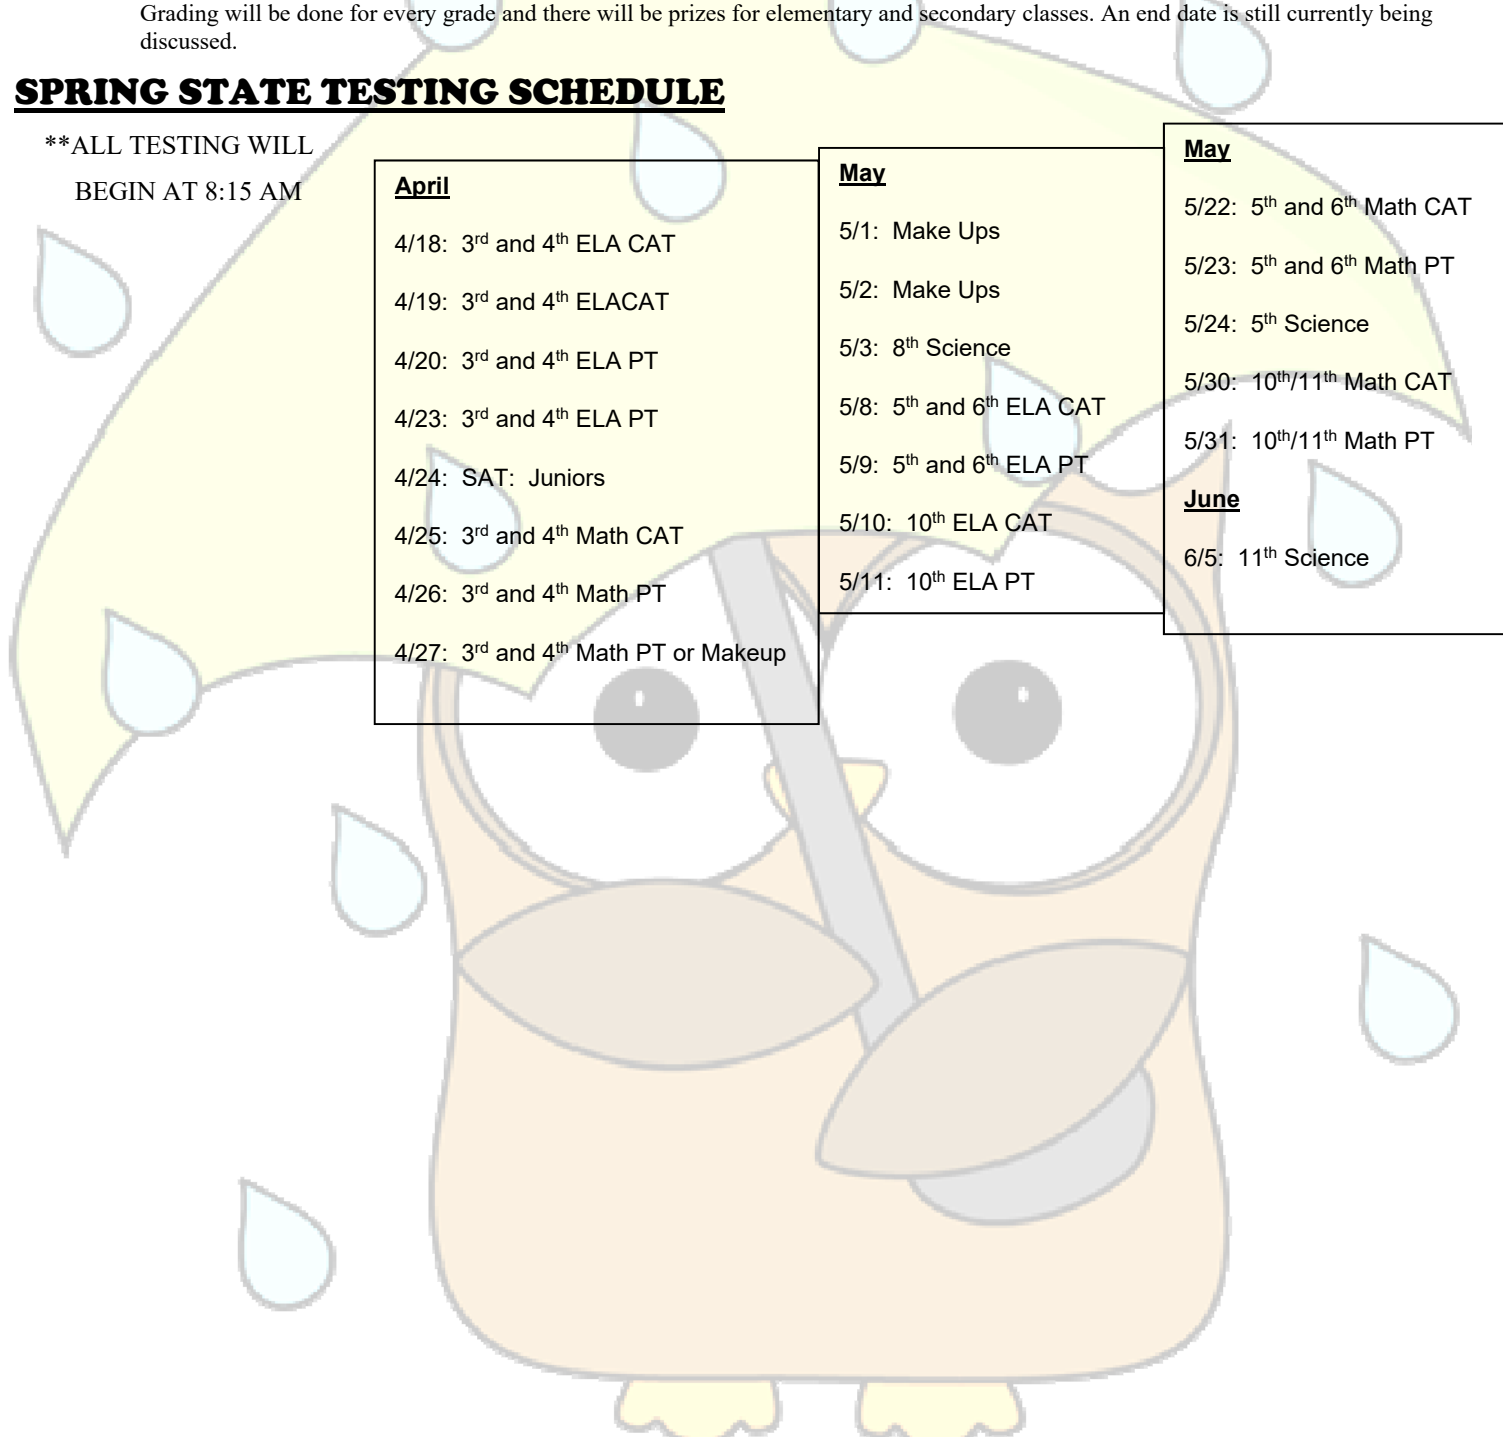 Grading will be done for every grade and there will be prizes for elementary and secondary classes. An end date is still currently being
discussed.
SPRING STATE TESTING SCHEDULE
**ALL TESTING WILL
BEGIN AT 8:15 AM
April
4/18: 3rd and 4th ELA CAT
4/19: 3rd and 4th ELACAT
4/20: 3rd and 4th ELA PT
4/23: 3rd and 4th ELA PT
4/24: SAT: Juniors
4/25: 3rd and 4th Math CAT
4/26: 3rd and 4th Math PT
4/27: 3rd and 4th Math PT or Makeup
May
5/1: Make Ups
5/2: Make Ups
5/3: 8th Science
5/8: 5th and 6th ELA CAT
5/9: 5th and 6th ELA PT
5/10: 10th ELA CAT
5/11: 10th ELA PT
May
5/22: 5th and 6th Math CAT
5/23: 5th and 6th Math PT
5/24: 5th Science
5/30: 10th/11th Math CAT
5/31: 10th/11th Math PT
June
6/5: 11th Science